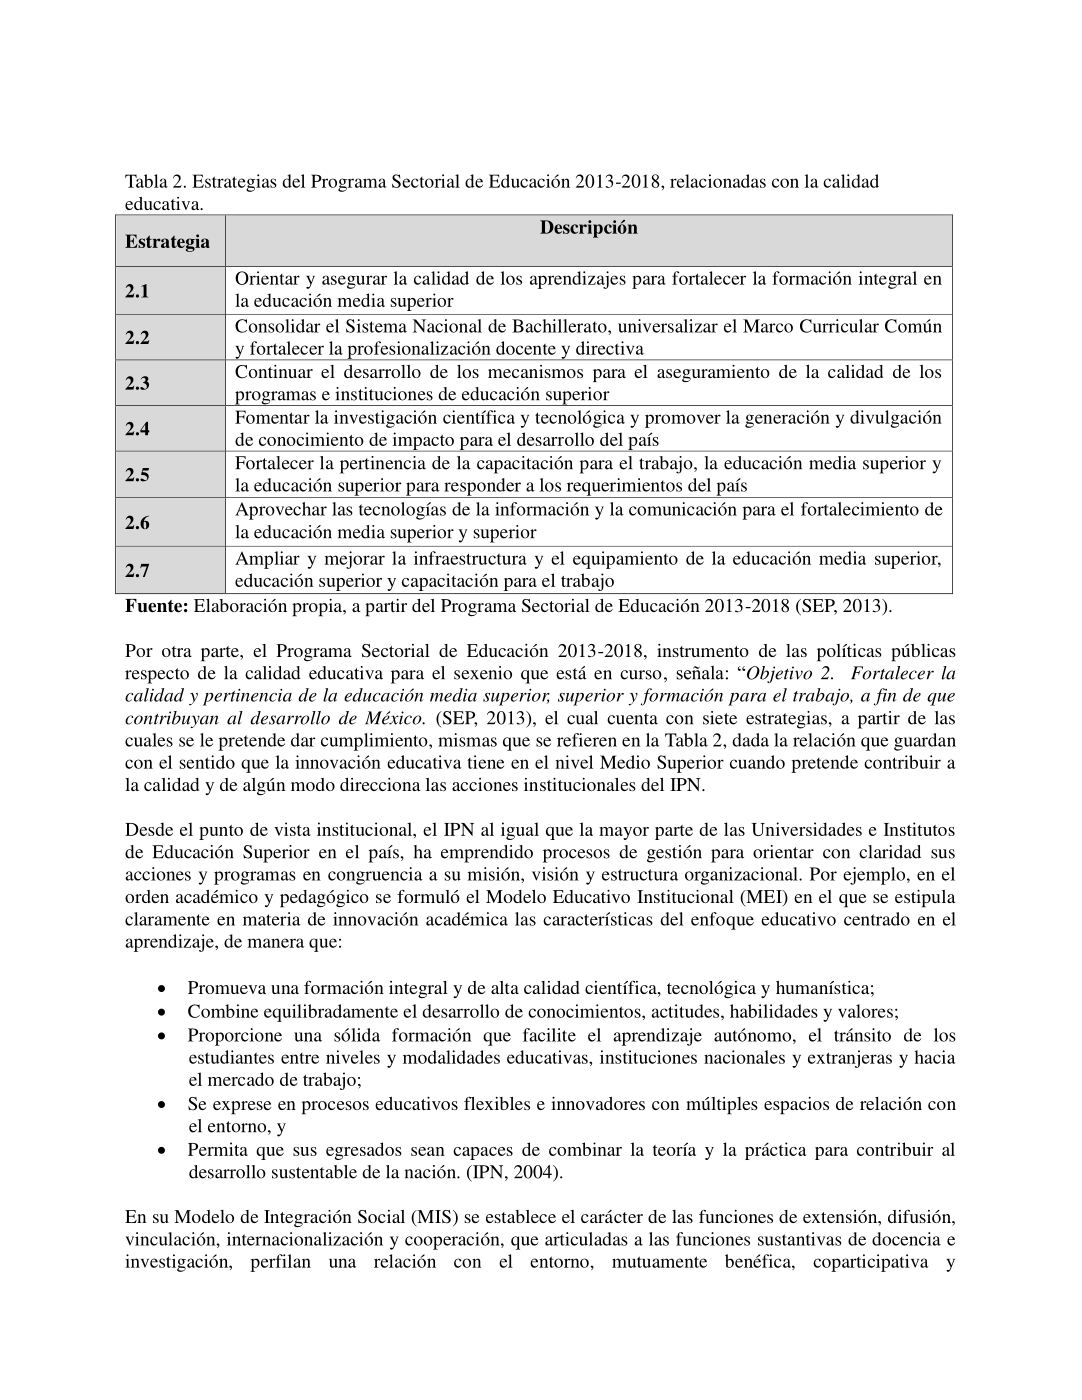 Tabla 2. Estrategias del Programa Sectorial de Educación 2013-2018, relacionadas con la calidad
educativa.
Estrategia
Descripción
2.1
Orientar y asegurar la calidad de los aprendizajes para fortalecer la formación integral en
la educación media superior
2.2
Consolidar el Sistema Nacional de Bachillerato, universalizar el Marco Curricular Común
y fortalecer la profesionalización docente y directiva
2.3
Continuar el desarrollo de los mecanismos para el aseguramiento de la calidad de los
programas e instituciones de educación superior
2.4
Fomentar la investigación científica y tecnológica y promover la generación y divulgación
de conocimiento de impacto para el desarrollo del país
2.5
Fortalecer la pertinencia de la capacitación para el trabajo, la educación media superior y
la educación superior para responder a los requerimientos del país
2.6
Aprovechar las tecnologías de la información y la comunicación para el fortalecimiento de
la educación media superior y superior
2.7
Ampliar y mejorar la infraestructura y el equipamiento de la educación media superior,
educación superior y capacitación para el trabajo
Fuente: Elaboración propia, a partir del Programa Sectorial de Educación 2013-2018 (SEP, 2013).
Por otra parte, el Programa Sectorial de Educación 2013-2018, instrumento de las políticas públicas
respecto de la calidad educativa para el sexenio que está en curso, señala: “Objetivo 2. Fortalecer la
calidad y pertinencia de la educación media superior, superior y formación para el trabajo, a fin de que
contribuyan al desarrollo de México. (SEP, 2013), el cual cuenta con siete estrategias, a partir de las
cuales se le pretende dar cumplimiento, mismas que se refieren en la Tabla 2, dada la relación que guardan
con el sentido que la innovación educativa tiene en el nivel Medio Superior cuando pretende contribuir a
la calidad y de algún modo direcciona las acciones institucionales del IPN.
Desde el punto de vista institucional, el IPN al igual que la mayor parte de las Universidades e Institutos
de Educación Superior en el país, ha emprendido procesos de gestión para orientar con claridad sus
acciones y programas en congruencia a su misión, visión y estructura organizacional. Por ejemplo, en el
orden académico y pedagógico se formuló el Modelo Educativo Institucional (MEI) en el que se estipula
claramente en materia de innovación académica las características del enfoque educativo centrado en el
aprendizaje, de manera que:
• Promueva una formación integral y de alta calidad científica, tecnológica y humanística;
• Combine equilibradamente el desarrollo de conocimientos, actitudes, habilidades y valores;
• Proporcione una sólida formación que facilite el aprendizaje autónomo, el tránsito de los
estudiantes entre niveles y modalidades educativas, instituciones nacionales y extranjeras y hacia
el mercado de trabajo;
• Se exprese en procesos educativos flexibles e innovadores con múltiples espacios de relación con
el entorno, y
• Permita que sus egresados sean capaces de combinar la teoría y la práctica para contribuir al
desarrollo sustentable de la nación. (IPN, 2004).
En su Modelo de Integración Social (MIS) se establece el carácter de las funciones de extensión, difusión,
vinculación, internacionalización y cooperación, que articuladas a las funciones sustantivas de docencia e
investigación, perfilan una relación con el entorno, mutuamente benéfica, coparticipativa y